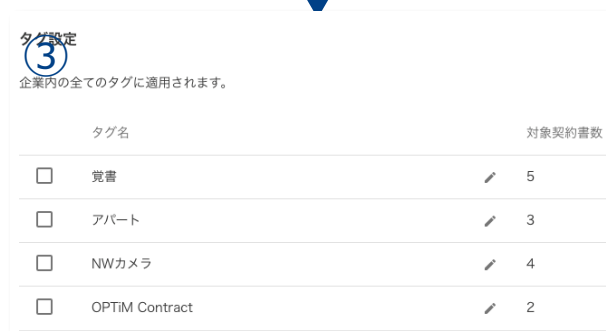 タグ設定
③
企業内の全てのタグに適用されます。
タグ名 対象契約書数
覚書 5
アパート 3
NWカメラ 4
OPTiM Contract 2